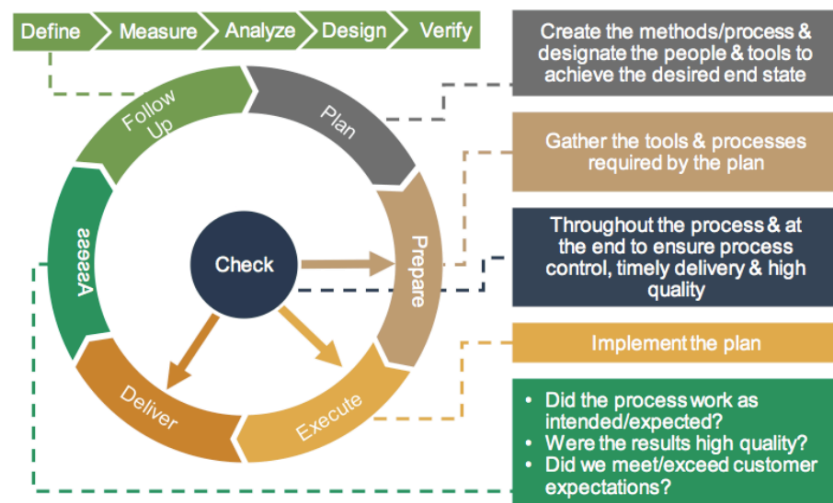 Define Measure Analyze Design Verify
Create the methods/process &
designate the people & tools to
achieve the desired end state
Follow
Up
Plan
Gather the tools & processes
required by the plan
Prepare
Throughout the process & at
the end to ensure process
control, timely delivery & high
quality
Check
Assess
Implement the plan
Deliver
Execute
• Did the process work as
intended/expected?
• Were the results high quality?
• Did we meet/exceed customer
expectations?